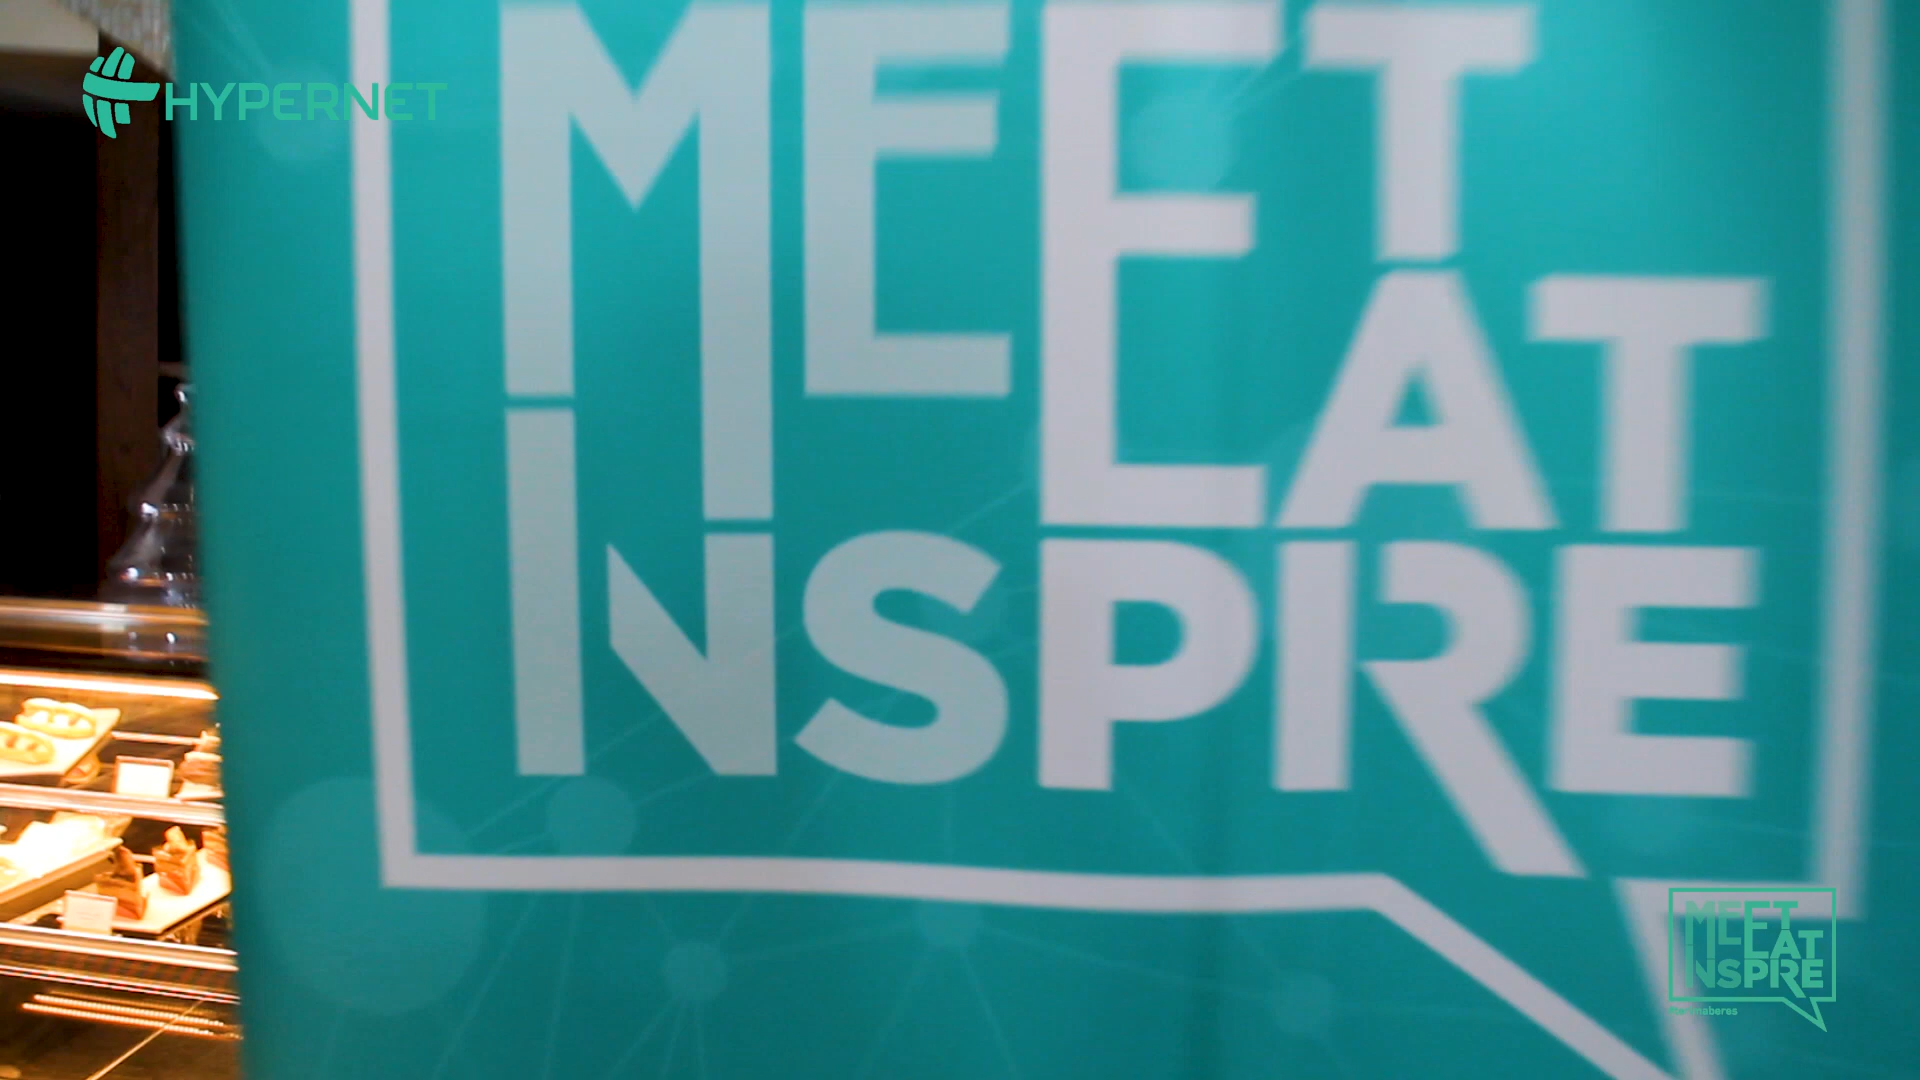 HYPERNET
MEET
EAT
INSPIRE
MEET
EAT
INSPIRE